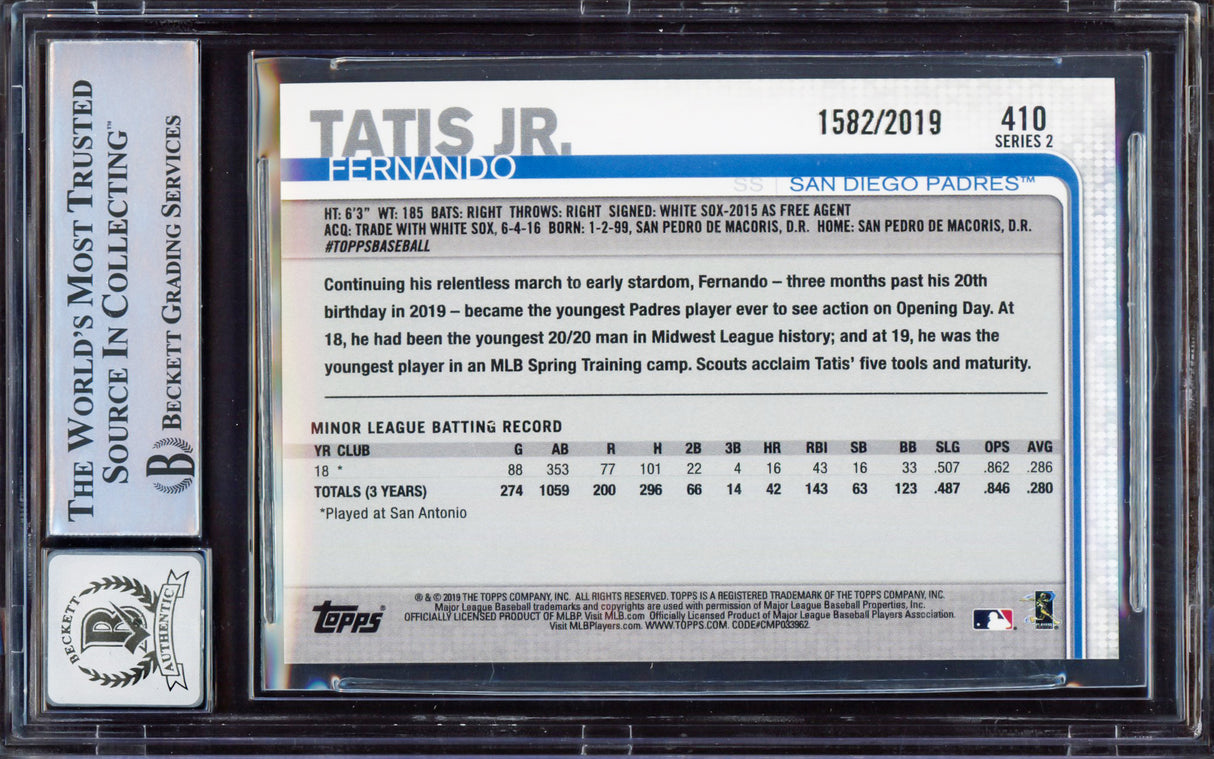 THE WORLD'S MOST TRUSTED
SOURCE IN COLLECTING™
B BECKETT GRADING SERVICES
BECKETT
B
AUTHENTIC
TATIS JR.
FERNANDO
1582/2019
410
SERIES 2
SS | SAN DIEGO PADRES™
HT: 6'3" WT: 185 BATS: RIGHT THROWS: RIGHT SIGNED: WHITE SOX-2015 AS FREE AGENT
ACQ: TRADE WITH WHITE SOX, 6-4-16 BORN: 1-2-99, SAN PEDRO DE MACORIS, D.R. HOME: SAN PEDRO DE MACORIS, D.R.
#TOPPSBASEBALL
Continuing his relentless march to early stardom, Fernando – three months past his 20th
birthday in 2019 – became the youngest Padres player ever to see action on Opening Day. At
18, he had been the youngest 20/20 man in Midwest League history; and at 19, he was the
youngest player in an MLB Spring Training camp. Scouts acclaim Tatis' five tools and maturity.
MINOR LEAGUE BATTING RECORD
YR CLUB G AB R H 2B 3B HR RBI SB BB SLG OPS AVG
18 * 88 353 77 101 22 4 16 43 16 33 .507 .862 .286
TOTALS (3 YEARS) 274 1059 200 296 66 14 42 143 63 123 .487 .846 .280
*Played at San Antonio
topps®
® & © 2019 THE TOPPS COMPANY, INC. ALL RIGHTS RESERVED. TOPPS IS A REGISTERED TRADEMARK OF THE TOPPS COMPANY, INC.
Major League Baseball trademarks and copyrights are used with permission of Major League Baseball Properties, Inc.
OFFICIALLY LICENSED PRODUCT OF MLBP. Visit MLB.com Officially Licensed Product of Major League Baseball Players Association.
Visit MLBPlayers.com. WWW.TOPPS.COM. CODE#CMP033962.